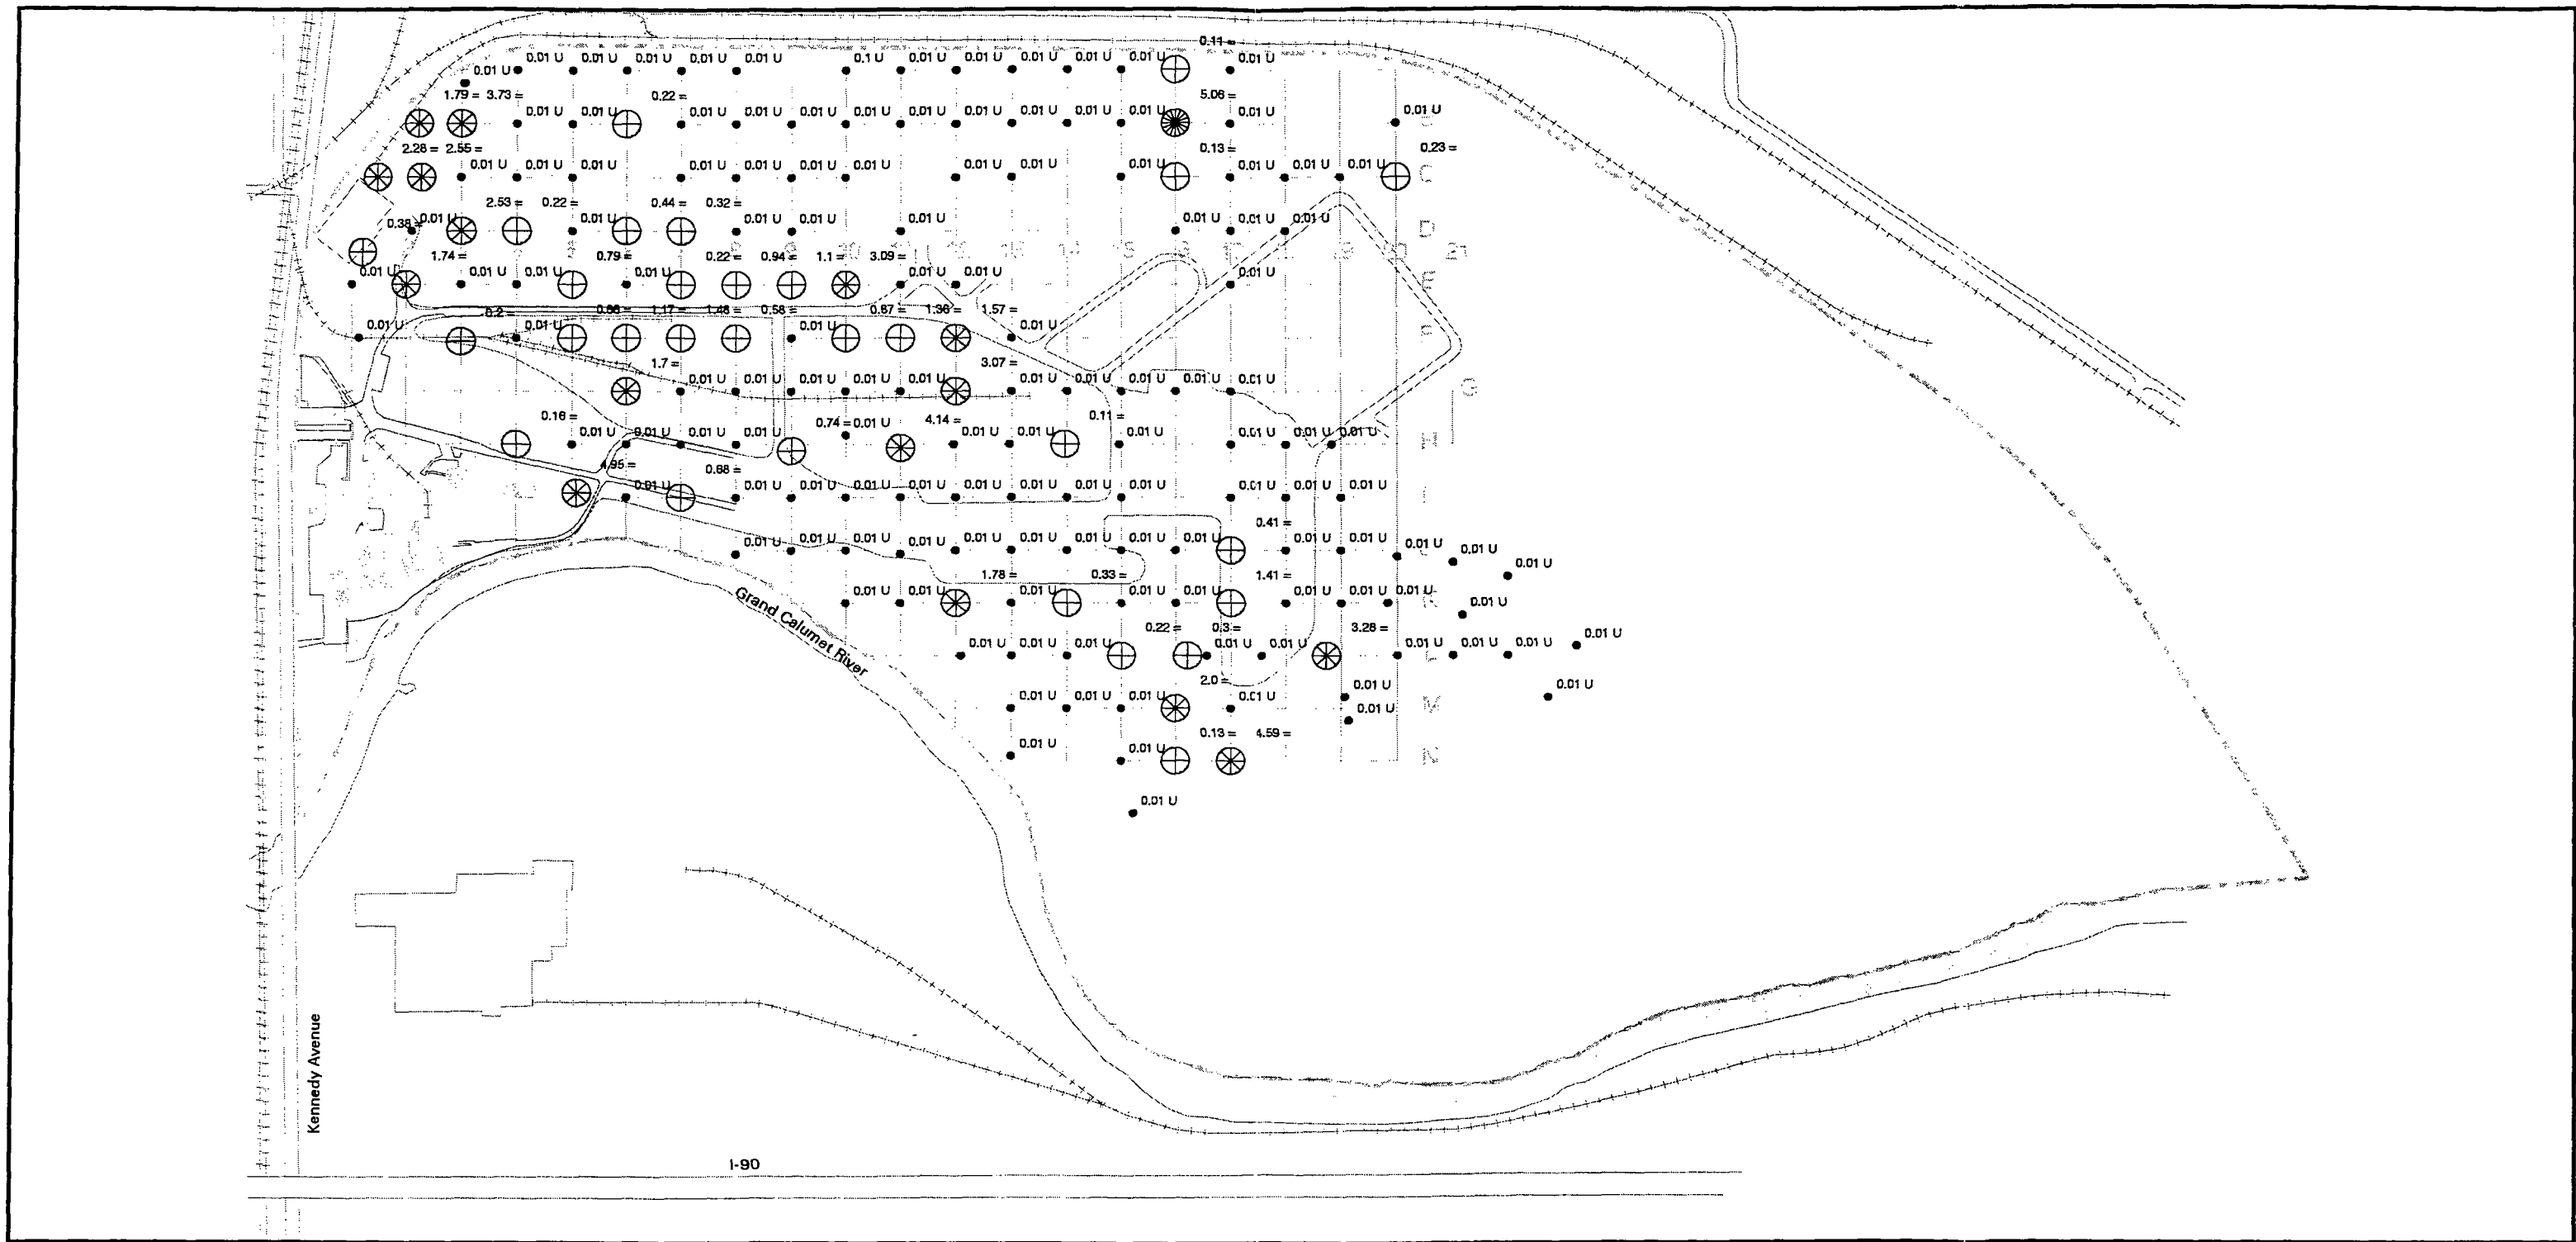 0.11 =
0.01 U 0.01 U 0.01 U 0.01 U 0.01 U 0.01 U 0.1 U 0.01 U 0.01 U 0.01 U 0.01 U 0.01 U 0.01 U
1.79 = 3.73 = 0.22 = 5.06 =
0.01 U 0.01 U 0.01 U 0.01 U 0.01 U 0.01 U 0.01 U 0.01 U 0.01 U 0.01 U 0.01 U 0.01 U 0.01 U
2.28 = 2.55 = 0.13 = 0.23 =
0.01 U 0.01 U 0.01 U 0.01 U 0.01 U 0.01 U 0.01 U 0.01 U 0.01 U 0.01 U 0.01 U 0.01 U 0.01 U C
2.53 = 0.22 = 0.44 = 0.32 =
0.38 = 0.01 U 0.01 U 0.01 U 0.01 U 0.01 U 0.01 U 0.01 U 0.01 U D
1.74 = 0.79 = 0.22 = 0.94 = 1.1 = 3.09 = 21
0.01 U 0.01 U 0.01 U 0.01 U 0.01 U 0.01 U 0.01 U E
0.2 = 1.17 = 1.48 = 0.58 = 0.87 = 1.36 = 1.57 =
0.01 U 0.01 U 0.01 U 0.01 U F
1.7 = 3.07 =
0.01 U 0.01 U 0.01 U 0.01 U 0.01 U 0.01 U 0.01 U 0.01 U 0.01 U 0.01 U 0.01 U G
0.16 = 0.74 = 0.01 U 4.14 = 0.11 =
0.01 U 0.01 U 0.01 U 0.01 U 0.01 U 0.01 U 0.01 U 0.01 U 0.01 U 0.01 U H
4.95 = 0.68 =
0.01 U 0.01 U 0.01 U 0.01 U 0.01 U 0.01 U 0.01 U 0.01 U 0.01 U 0.01 U 0.01 U 0.01 U
0.41 =
0.01 U 0.01 U 0.01 U 0.01 U 0.01 U 0.01 U 0.01 U 0.01 U 0.01 U 0.01 U 0.01 U 0.01 U 0.01 U 0.01 U
1.78 = 0.33 = 1.41 =
0.01 U 0.01 U 0.01 U 0.01 U 0.01 U 0.01 U 0.01 U 0.01 U K 0.01 U
0.22 = 0.3 = 3.28 =
0.01 U 0.01 U 0.01 U 0.01 U 0.01 U 0.01 U 0.01 U 0.01 U 0.01 U L
2.0 =
0.01 U 0.01 U 0.01 U 0.01 U 0.01 U 0.01 U 0.01 U M
0.13 = 4.59 =
0.01 U 0.01 U N
0.01 U
Grand Calumet River
Kennedy Avenue
I-90